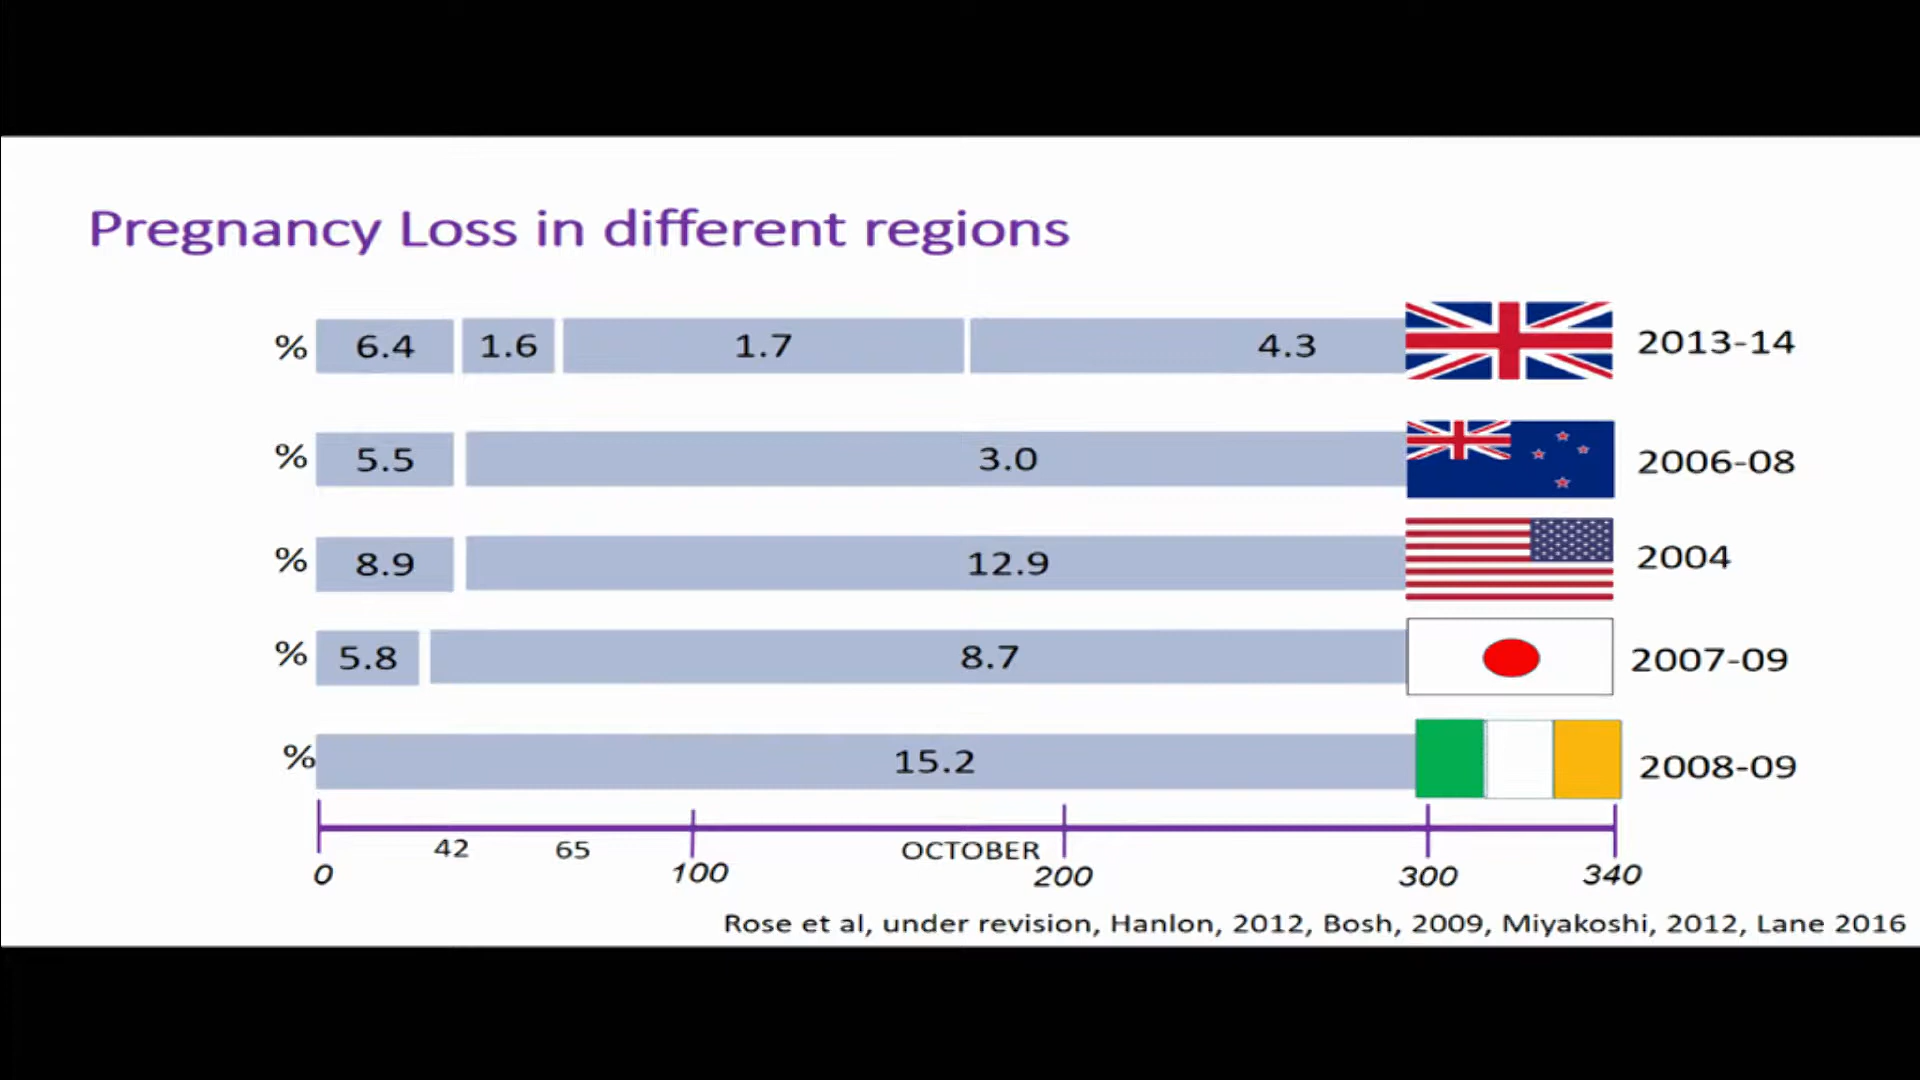 Pregnancy Loss in different regions
% 6.4 1.6 1.7 4.3 2013-14
% 5.5 3.0 2006-08
% 8.9 12.9 2004
% 5.8 8.7 2007-09
% 15.2 2008-09
42 65 OCTOBER
0 100 200 300 340
Rose et al, under revision, Hanlon, 2012, Bosh, 2009, Miyakoshi, 2012, Lane 2016